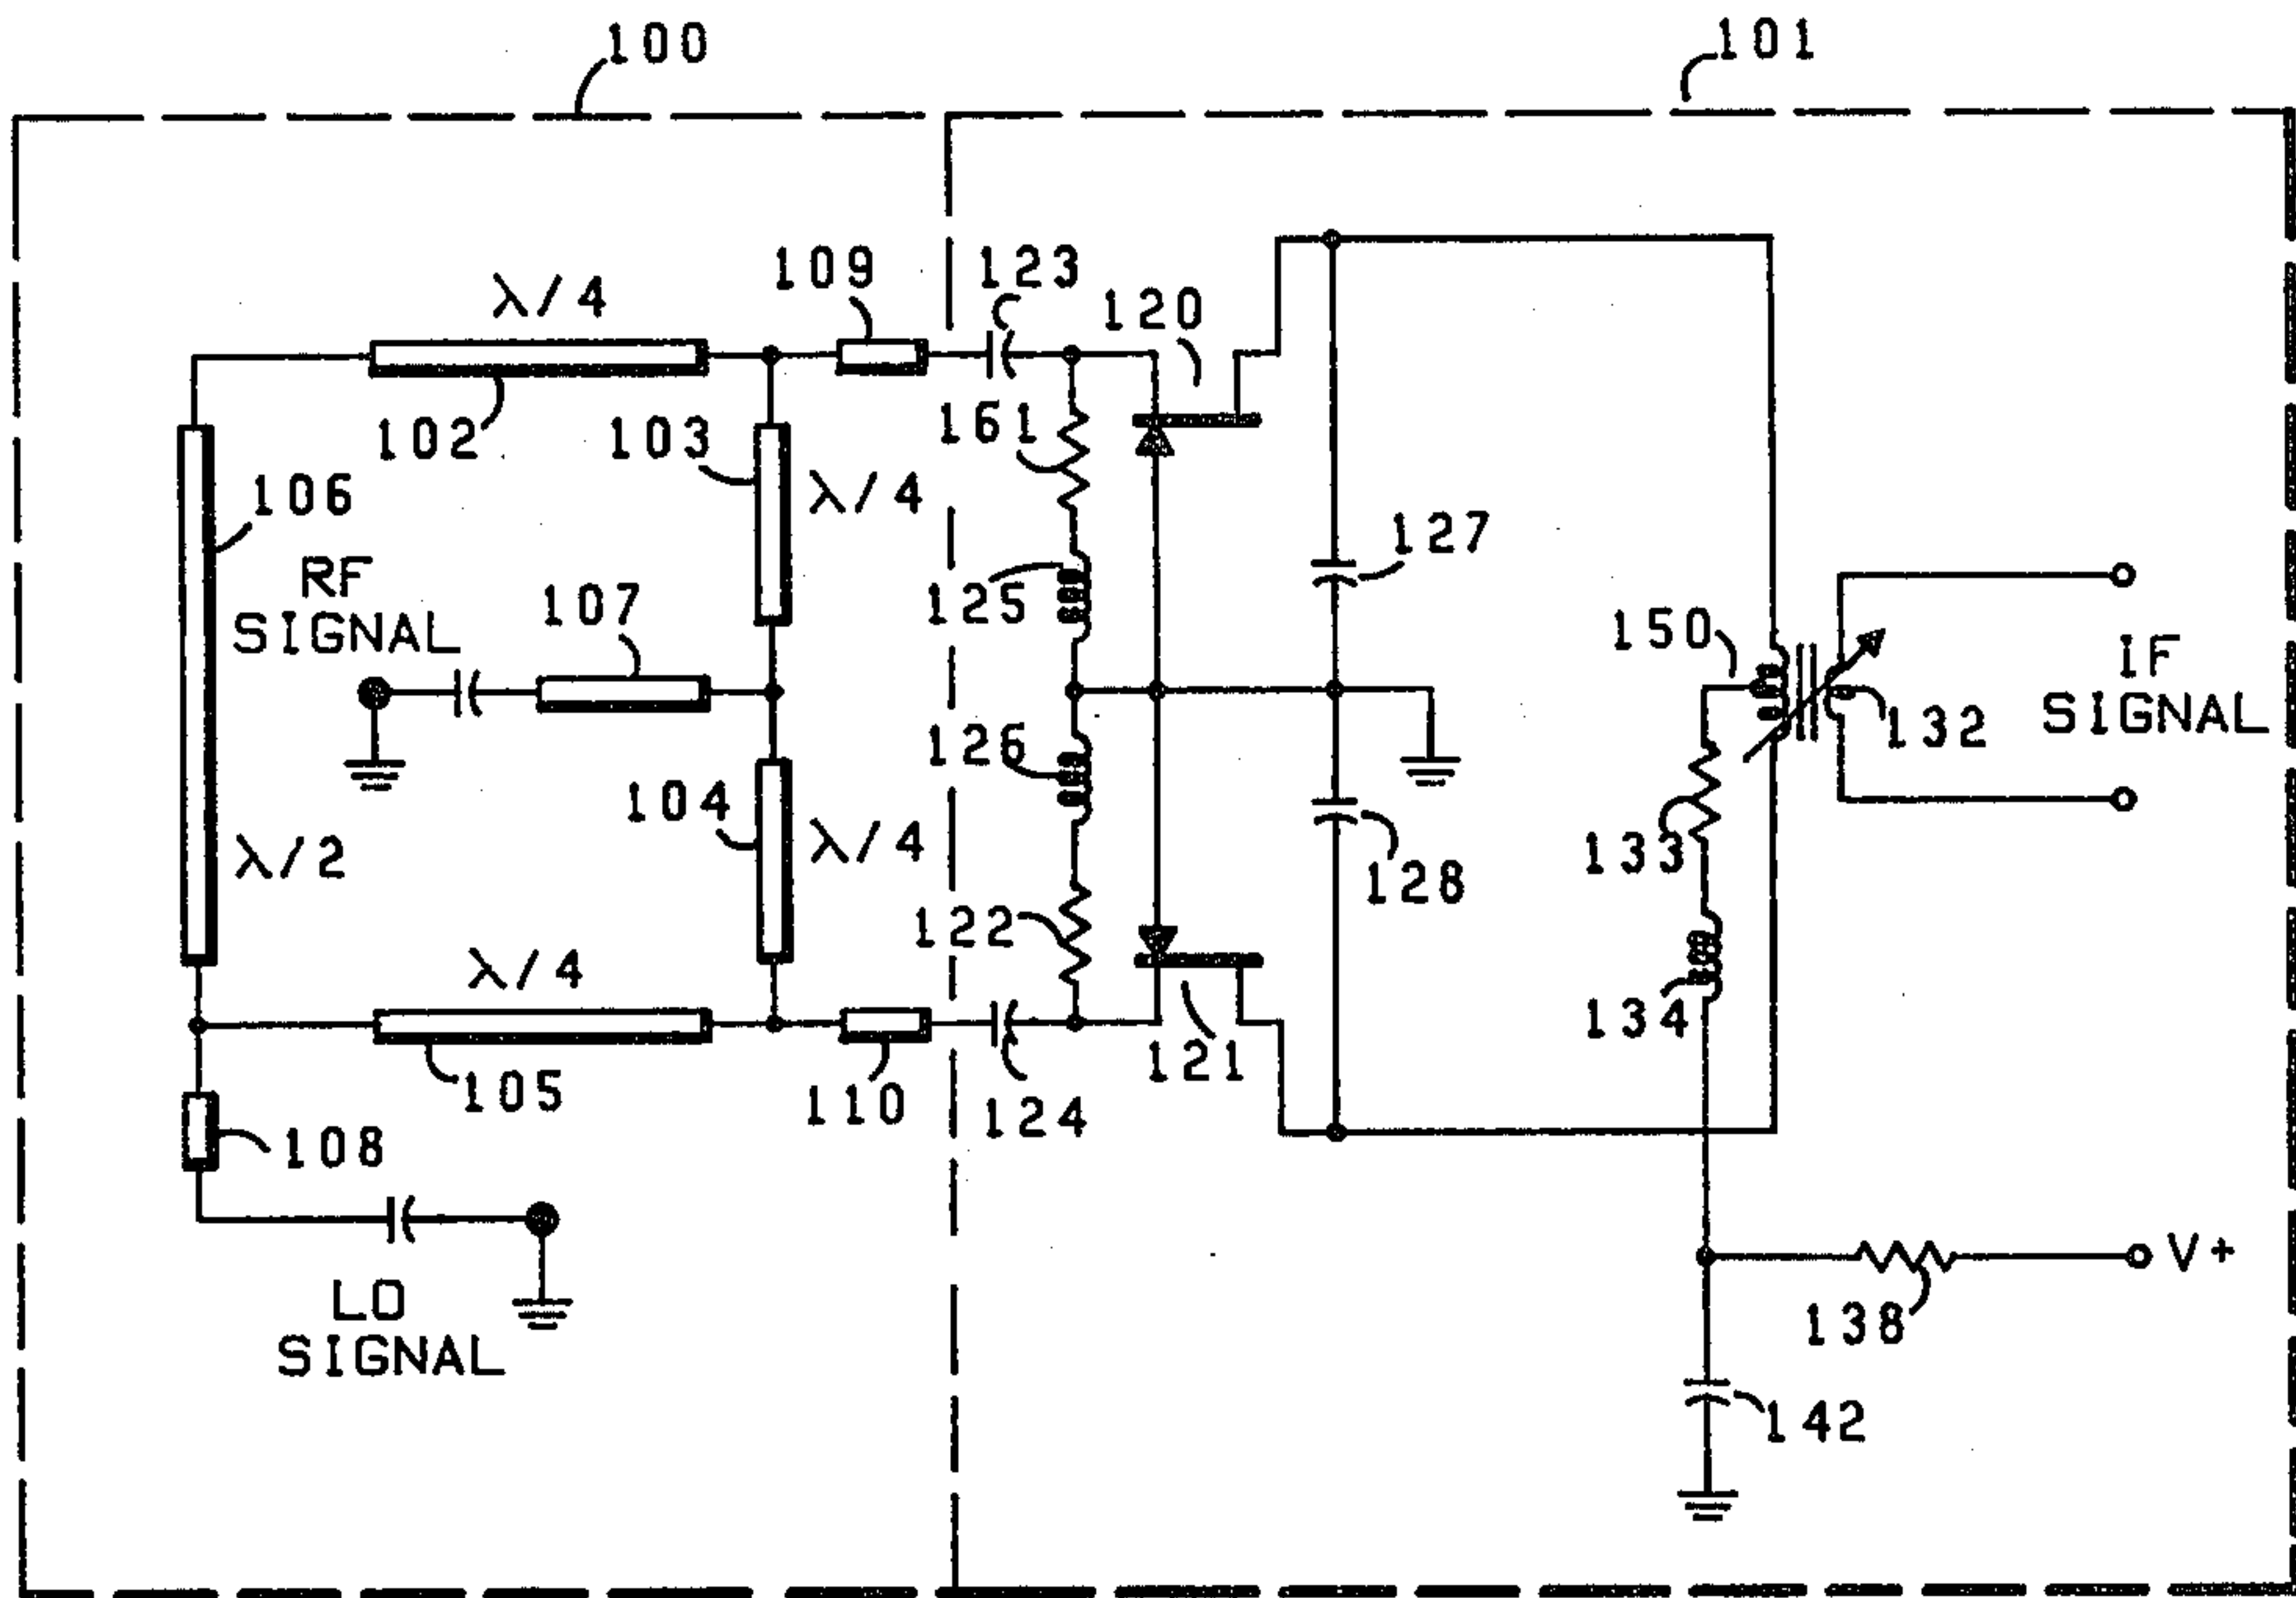 100
101
λ/4
109
123
120
102
103
161
λ/4
106
RF
SIGNAL
107
125
127
150
IF
SIGNAL
132
126
104
λ/4
λ/2
133
128
122
λ/4
134
105
110
124
121
108
LO
SIGNAL
V+
138
142